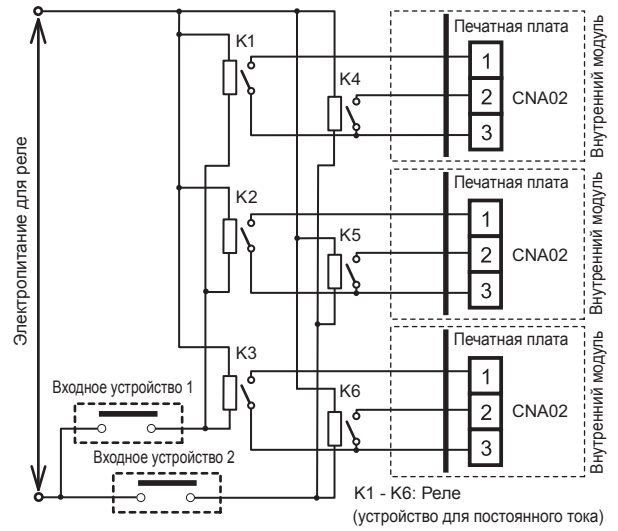 Электропитание для реле
K1
K4
Печатная плата
1
2
3
CNA02
Внутренний модуль
K2
K5
Печатная плата
1
2
3
CNA02
Внутренний модуль
K3
K6
Печатная плата
1
2
3
CNA02
Внутренний модуль
Входное устройство 1
Входное устройство 2
K1 - K6: Реле
(устройство для постоянного тока)